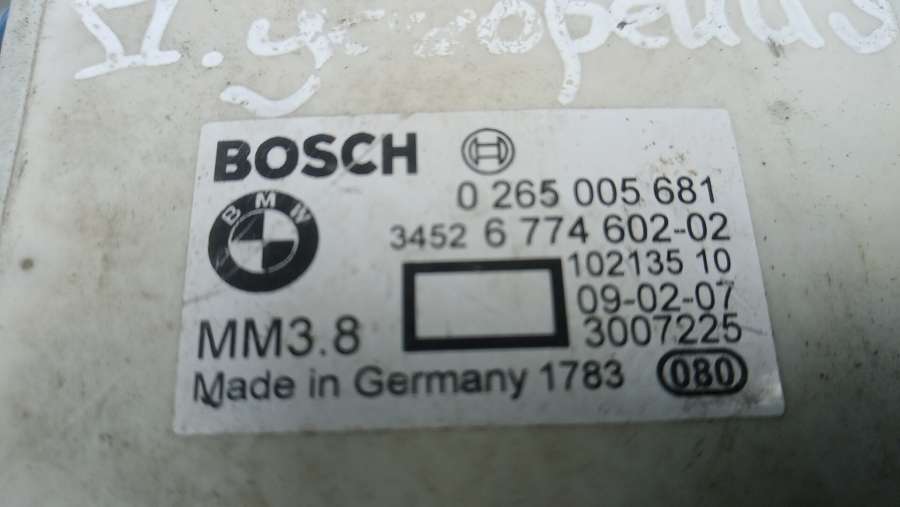 BOSCH
0 265 005 681
BMW
3452 6 774 602-02
102135 10
09-02-07
MM3.8
3007225
Made in Germany 1783 080